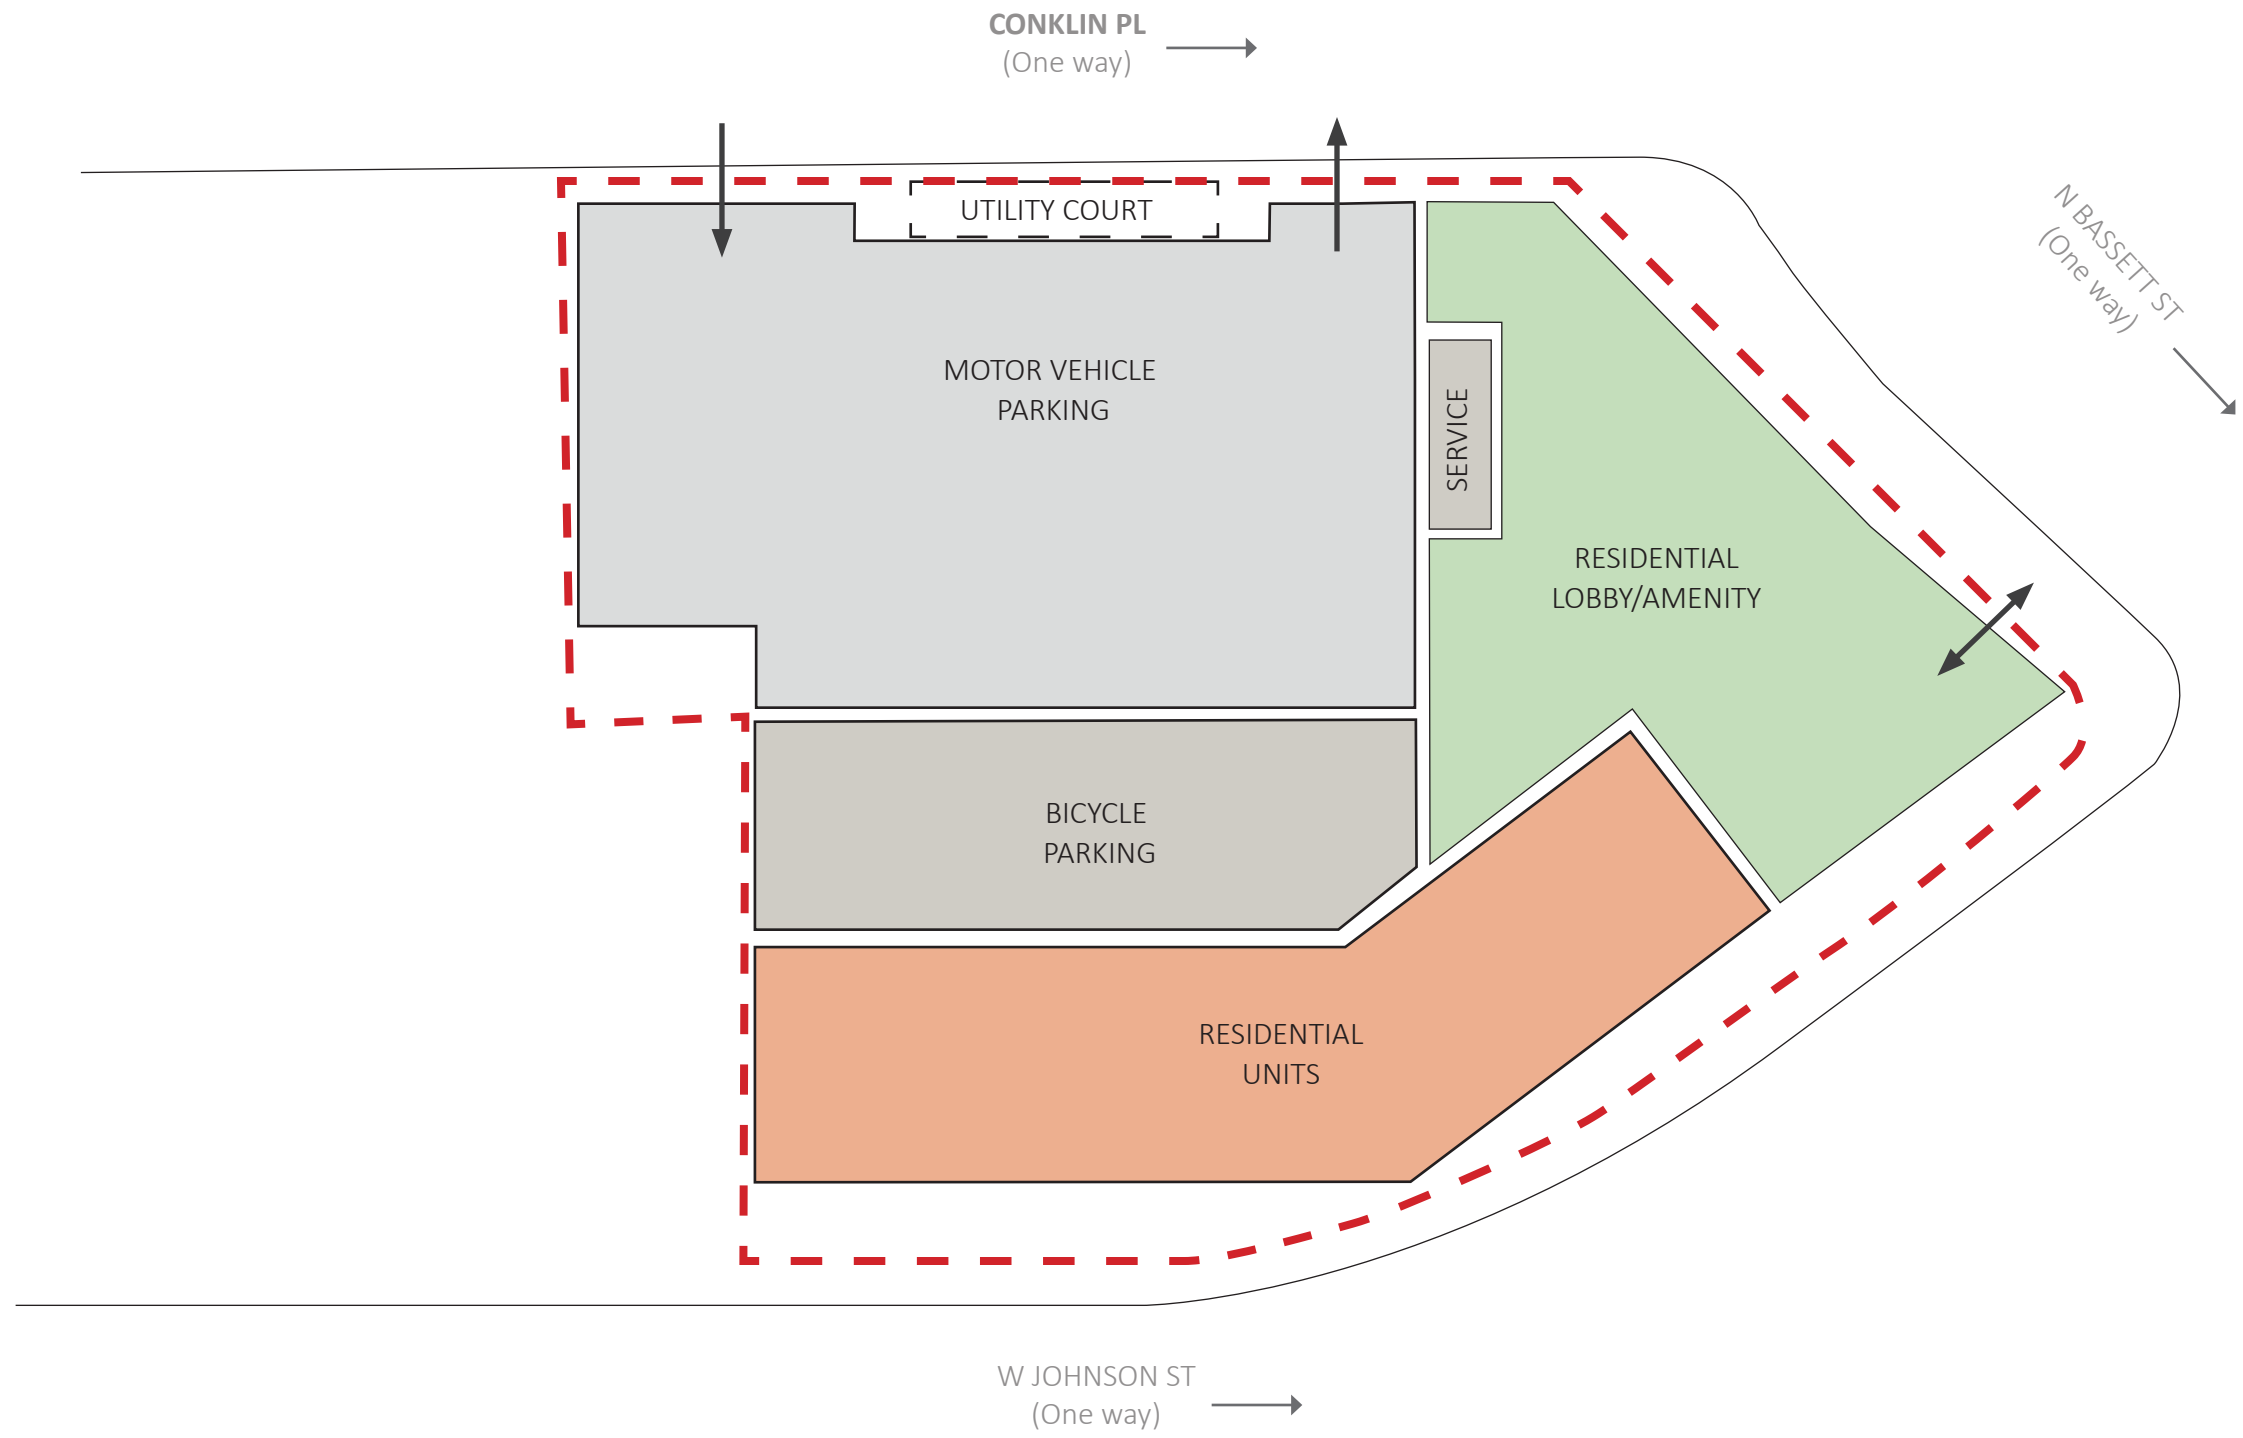 CONKLIN PL
(One way)
N BASSETT ST
(One way)
UTILITY COURT
MOTOR VEHICLE
PARKING
SERVICE
RESIDENTIAL
LOBBY/AMENITY
BICYCLE
PARKING
RESIDENTIAL
UNITS
W JOHNSON ST
(One way)